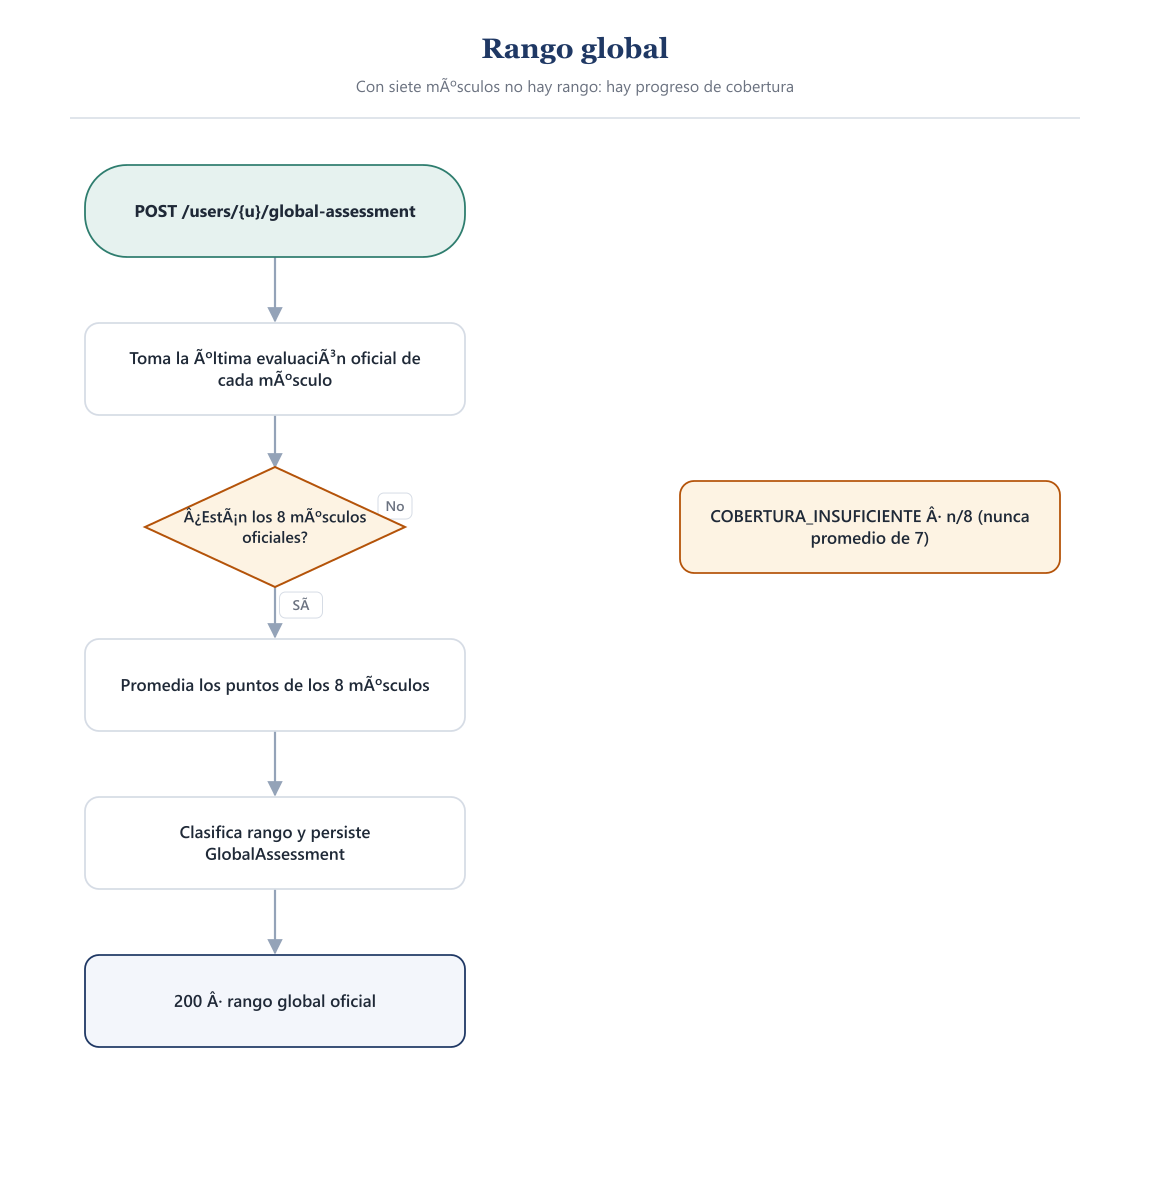 Rango global
Con siete mÃºsculos no hay rango: hay progreso de cobertura
POST /users/{u}/global-assessment
Toma la Ãºltima evaluaciÃ³n oficial de
cada mÃºsculo
Â¿EstÃ¡n los 8 mÃºsculos
oficiales?
No
COBERTURA_INSUFICIENTE Â· n/8 (nunca
promedio de 7)
SÃ
Promedia los puntos de los 8 mÃºsculos
Clasifica rango y persiste
GlobalAssessment
200 Â· rango global oficial